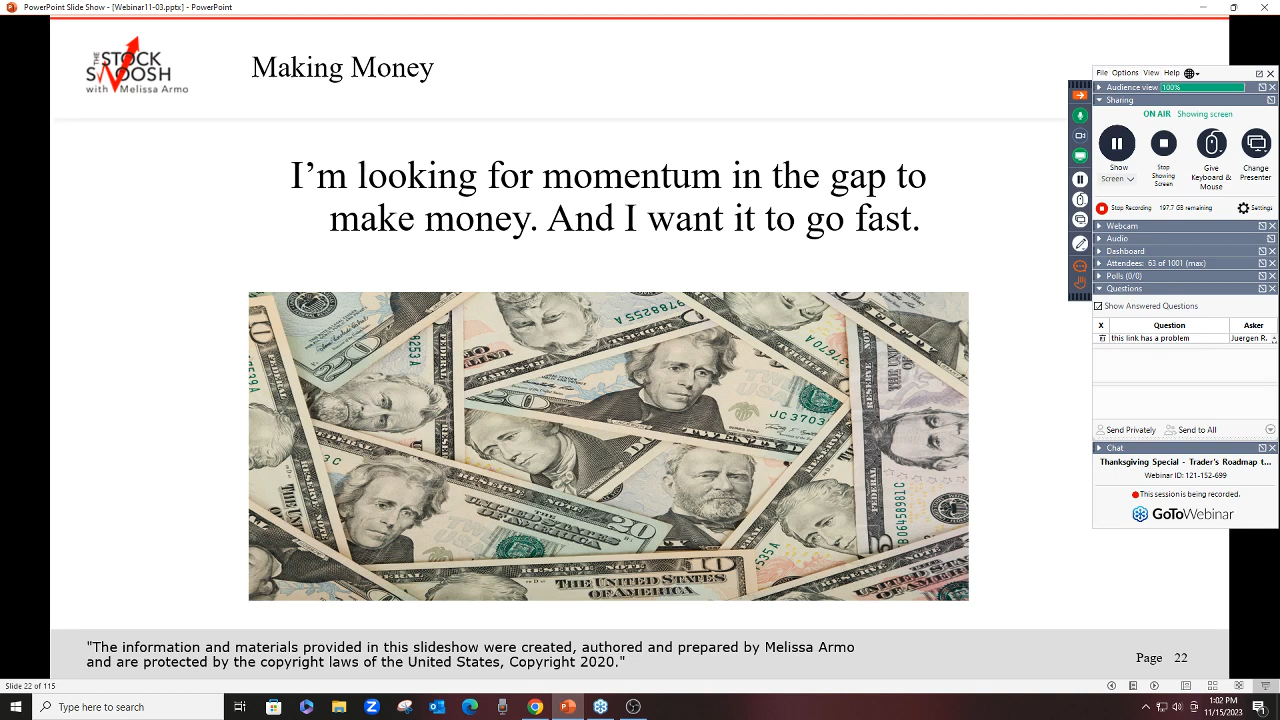 PowerPoint Slide Show - [Webinar11-03.pptx] - PowerPoint
THE
STOCK
SWOOSH
with Melissa Armo
Making Money
I'm looking for momentum in the gap to
make money. And I want it to go fast.
"The information and materials provided in this slideshow were created, authored and prepared by Melissa Armo
and are protected by the copyright laws of the United States, Copyright 2020."
Page 22
File Options View Help
Audience view 100%
Sharing
ON AIR Showing screen
Show
Screen
Stop
Showing
Screen
Give
Keyboard &
Mouse
Change
Presenter
Stop Recording 197.7 GB remaining Settings
Webcam
Audio
Dashboard
Attendees: 63 of 1001 (max)
Polls (0/0)
Questions
Show Answered Questions
X Question Asker
this link has a problem Juergen R.
Send Privately Send to All
Chat
Thanksgiving Special - Trader's Roadmap t...
Webinar ID: 121-152-699
This session is being recorded.
GoToWebinar
Slide 22 of 115
Type here to search
1:02 PM
11/15/2023